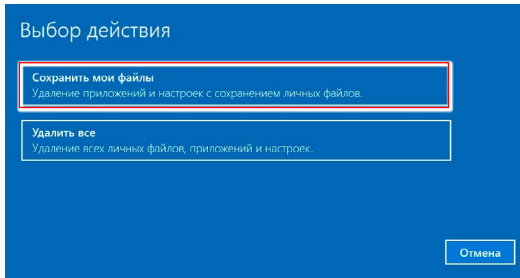 Выбор действия
Сохранить мои файлы
Удаление приложений и настроек с сохранением личных файлов.
Удалить все
Удаление всех личных файлов, приложений и настроек.
Отмена